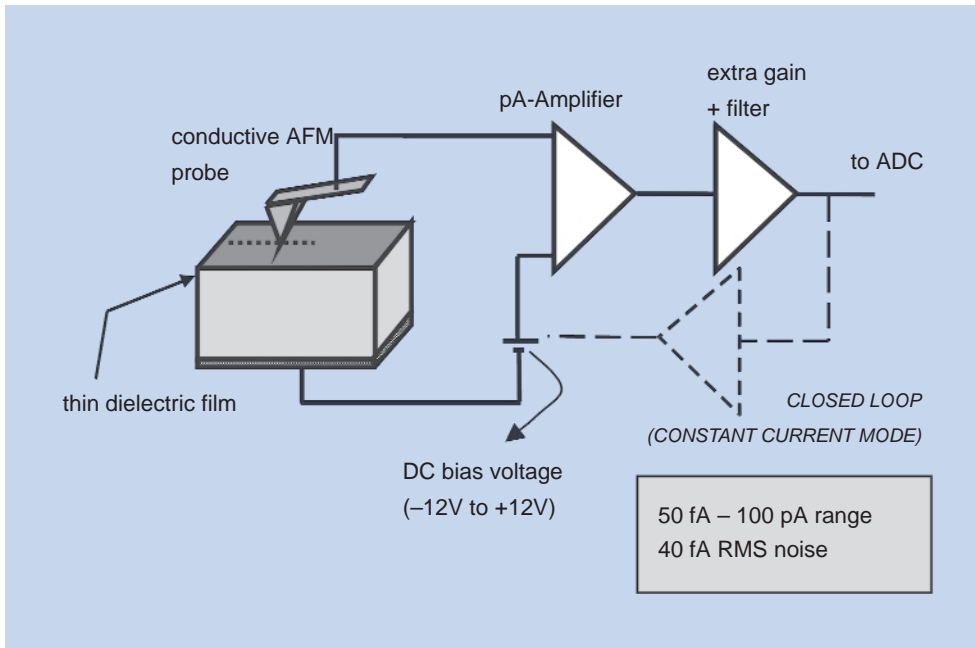 extra gain
+ filter
pA-Amplifier
conductive AFM
probe
to ADC
thin dielectric film
CLOSED LOOP
(CONSTANT CURRENT MODE)
DC bias voltage
(–12V to +12V)
50 fA – 100 pA range
40 fA RMS noise